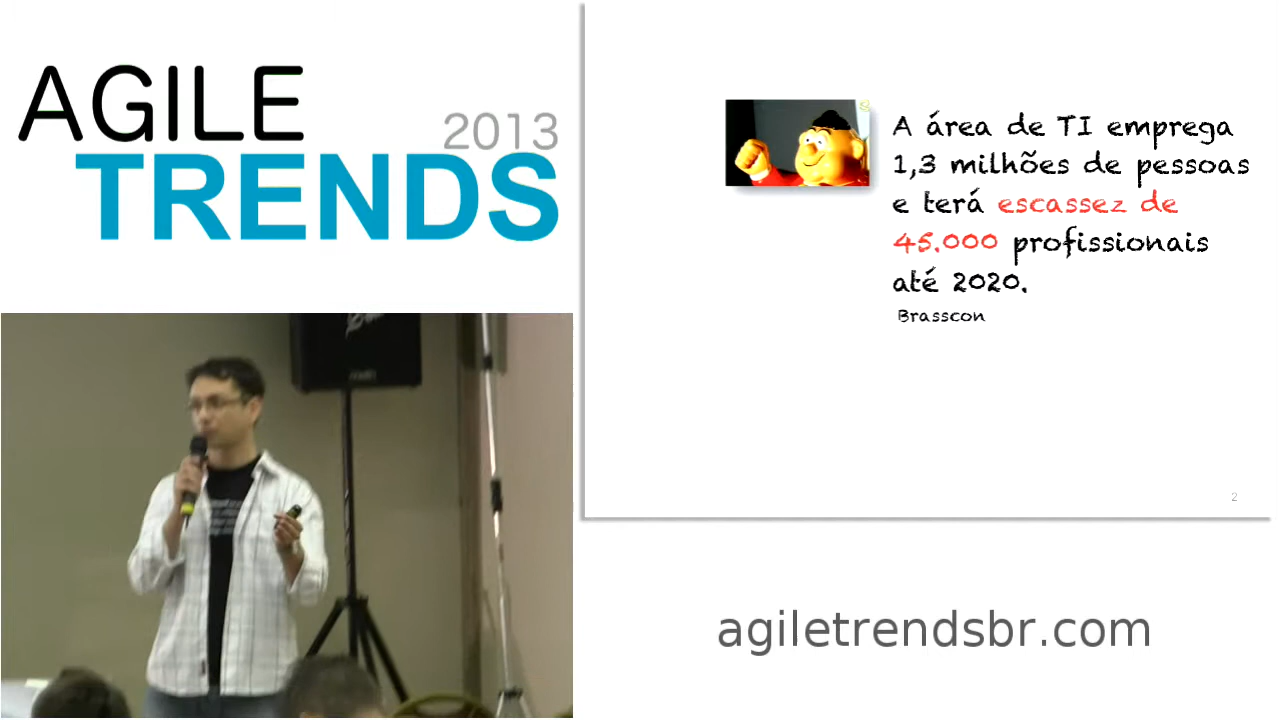 AGILE
2013
TRENDS
A área de TI emprega
1,3 milhões de pessoas
e terá escassez de
45.000 profissionais
até 2020.
Brasscon
2
agiletrendsbr.com